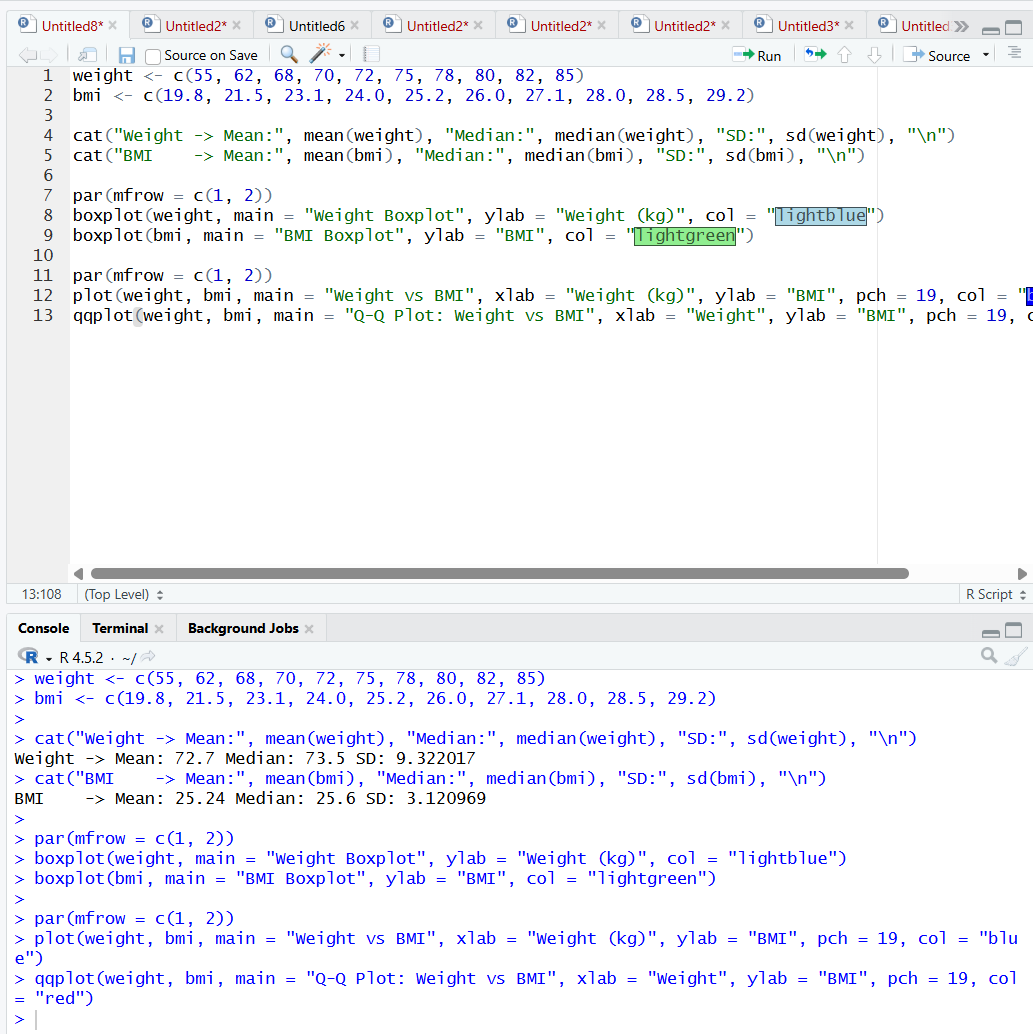 Untitled8* Untitled2* Untitled6 Untitled2* Untitled2* Untitled2* Untitled3* Untitled
Source on Save Run Source
1 weight <- c(55, 62, 68, 70, 72, 75, 78, 80, 82, 85)
2 bmi <- c(19.8, 21.5, 23.1, 24.0, 25.2, 26.0, 27.1, 28.0, 28.5, 29.2)
3
4 cat("Weight -> Mean:", mean(weight), "Median:", median(weight), "SD:", sd(weight), "\n")
5 cat("BMI    -> Mean:", mean(bmi), "Median:", median(bmi), "SD:", sd(bmi), "\n")
6
7 par(mfrow = c(1, 2))
8 boxplot(weight, main = "Weight Boxplot", ylab = "Weight (kg)", col = "lightblue")
9 boxplot(bmi, main = "BMI Boxplot", ylab = "BMI", col = "lightgreen")
10
11 par(mfrow = c(1, 2))
12 plot(weight, bmi, main = "Weight vs BMI", xlab = "Weight (kg)", ylab = "BMI", pch = 19, col = "b
13 qqplot(weight, bmi, main = "Q-Q Plot: Weight vs BMI", xlab = "Weight", ylab = "BMI", pch = 19, c
13:108 (Top Level) R Script
Console Terminal Background Jobs
R R 4.5.2 · ~/
> weight <- c(55, 62, 68, 70, 72, 75, 78, 80, 82, 85)
> bmi <- c(19.8, 21.5, 23.1, 24.0, 25.2, 26.0, 27.1, 28.0, 28.5, 29.2)
>
> cat("Weight -> Mean:", mean(weight), "Median:", median(weight), "SD:", sd(weight), "\n")
Weight -> Mean: 72.7 Median: 73.5 SD: 9.322017
> cat("BMI    -> Mean:", mean(bmi), "Median:", median(bmi), "SD:", sd(bmi), "\n")
BMI    -> Mean: 25.24 Median: 25.6 SD: 3.120969
>
> par(mfrow = c(1, 2))
> boxplot(weight, main = "Weight Boxplot", ylab = "Weight (kg)", col = "lightblue")
> boxplot(bmi, main = "BMI Boxplot", ylab = "BMI", col = "lightgreen")
>
> par(mfrow = c(1, 2))
> plot(weight, bmi, main = "Weight vs BMI", xlab = "Weight (kg)", ylab = "BMI", pch = 19, col = "blu
e")
> qqplot(weight, bmi, main = "Q-Q Plot: Weight vs BMI", xlab = "Weight", ylab = "BMI", pch = 19, col
= "red")
>